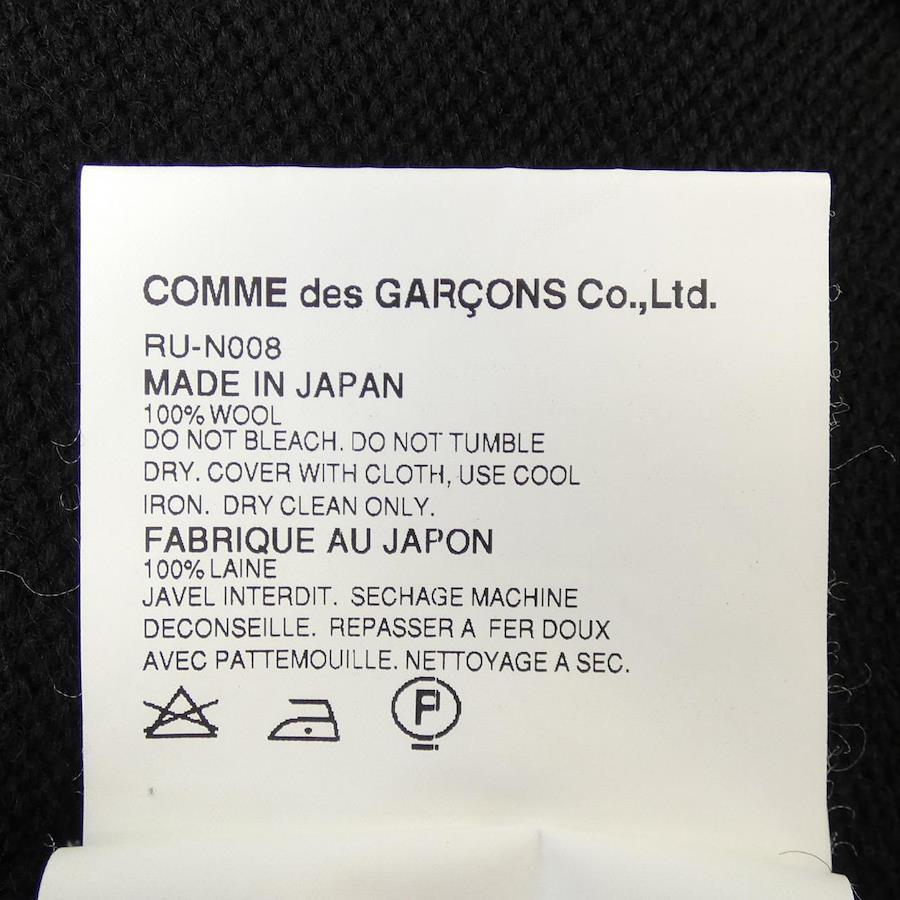 COMME des GARÇONS Co.,Ltd.
RU-N008
MADE IN JAPAN
100% WOOL
DO NOT BLEACH. DO NOT TUMBLE
DRY. COVER WITH CLOTH, USE COOL
IRON. DRY CLEAN ONLY.
FABRIQUE AU JAPON
100% LAINE
JAVEL INTERDIT. SECHAGE MACHINE
DECONSEILLE. REPASSER A FER DOUX
AVEC PATTEMOUILLE. NETTOYAGE A SEC.
P